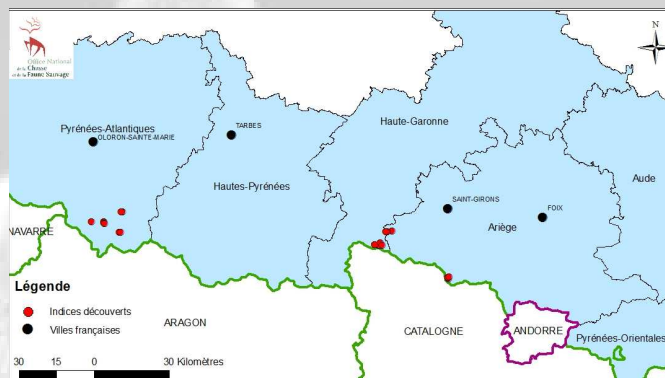 Office National
de la Chasse
et de la Faune Sauvage
N
Pyrénées-Atlantiques
OLORON-SAINTE-MARIE
TARBES
Hautes-Pyrénées
Haute-Garonne
SAINT-GIRONS
FOIX
Ariège
Aude
NAVARRE
ARAGON
CATALOGNE
ANDORRE
Pyrénées-Orientales
Légende
Indices découverts
Villes françaises
30 15 0 30 Kilomètres